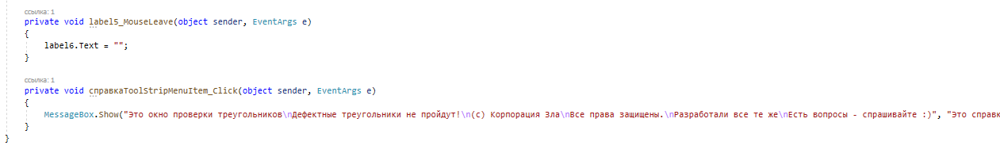 ссылка: 1
private void label5_MouseLeave(object sender, EventArgs e)
{
label6.Text = "";
}
ссылка: 1
private void справкаToolStripMenuItem_Click(object sender, EventArgs e)
{
MessageBox.Show("Это окно проверки треугольников\nДефектные треугольники не пройдут!\n(с) Корпорация Зла\nВсе права защищены.\nРазработали все те же\nЕсть вопросы - спрашивайте :)", "Это справк
}
}